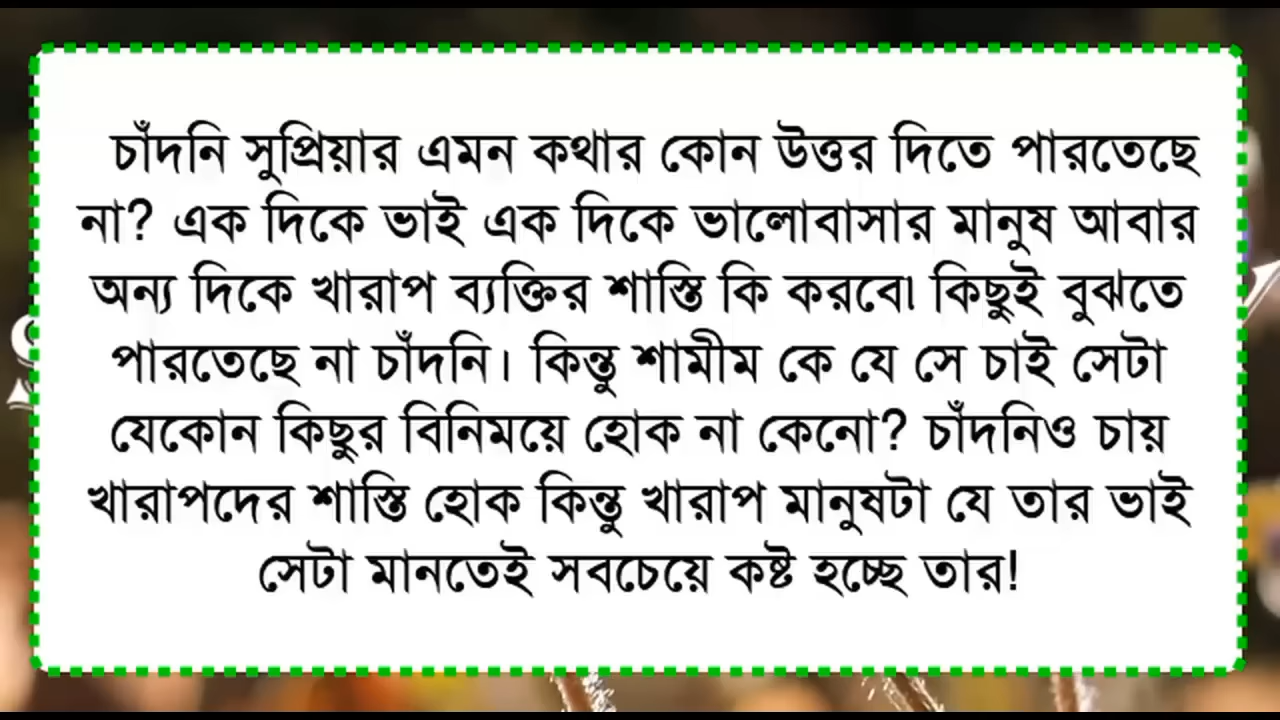 চাঁদনি সুপ্রিয়ার এমন কথার কোন উত্তর দিতে পারতেছে
না? এক দিকে ভাই এক দিকে ভালোবাসার মানুষ আবার
অন্য দিকে খারাপ ব্যক্তির শাস্তি কি করবে৷ কিছুই বুঝতে
পারতেছে না চাঁদনি। কিন্তু শামীম কে যে সে চাই সেটা
যেকোন কিছুর বিনিময়ে হোক না কেনো? চাঁদনিও চায়
খারাপদের শাস্তি হোক কিন্তু খারাপ মানুষটা যে তার ভাই
সেটা মানতেই সবচেয়ে কষ্ট হচ্ছে তার!